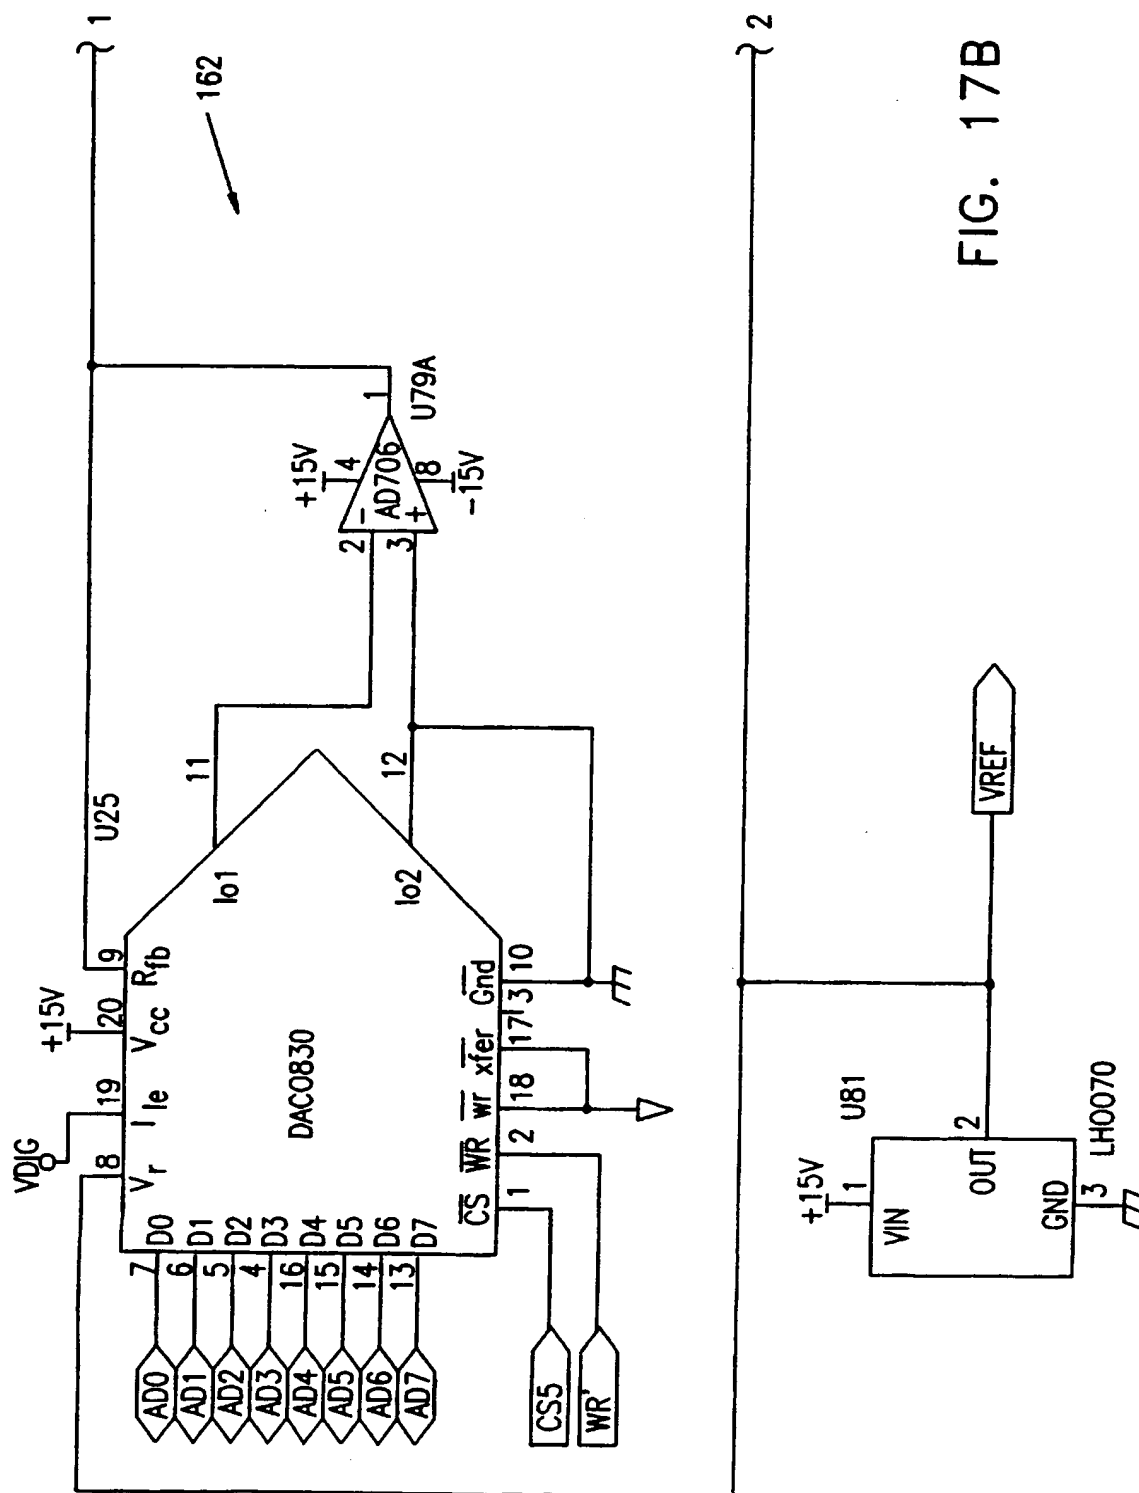 1
162
U25
+15V
VDIG
8
19
20
9
Vr
Ile
Vcc
Rfb
7 D0
6 D1
5 D2
4 D3
16 D4
15 D5
14 D6
13 D7
AD0
AD1
AD2
AD3
AD4
AD5
AD6
AD7
DAC0830
Io1
11
Io2
12
CS
WR
wr
xfer
Gnd
1
2
18
17
3
10
CS5
WR'
+15V
4
2
-
AD706
3
+
8
-15V
1
U79A
2
VREF
+15V
1
U81
VIN
OUT
2
GND
3
LH0070
FIG. 17B